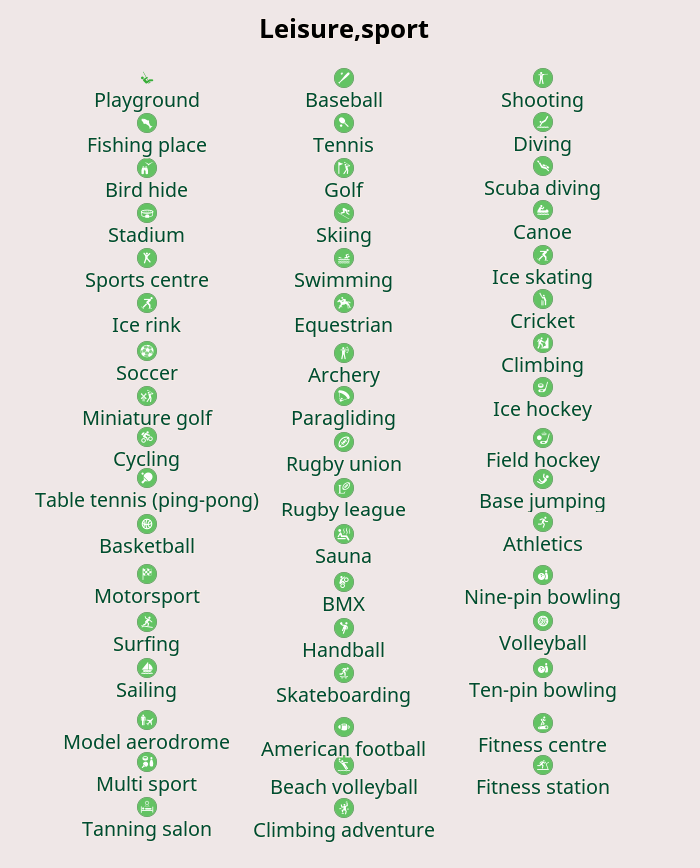 Leisure,sport
Playground
Fishing place
Bird hide
Stadium
Sports centre
Ice rink
Soccer
Miniature golf
Cycling
Table tennis (ping-pong)
Basketball
Motorsport
Surfing
Sailing
Model aerodrome
Multi sport
Tanning salon
Baseball
Tennis
Golf
Skiing
Swimming
Equestrian
Archery
Paragliding
Rugby union
Rugby league
Sauna
BMX
Handball
Skateboarding
American football
Beach volleyball
Climbing adventure
Shooting
Diving
Scuba diving
Canoe
Ice skating
Cricket
Climbing
Ice hockey
Field hockey
Base jumping
Athletics
Nine-pin bowling
Volleyball
Ten-pin bowling
Fitness centre
Fitness station